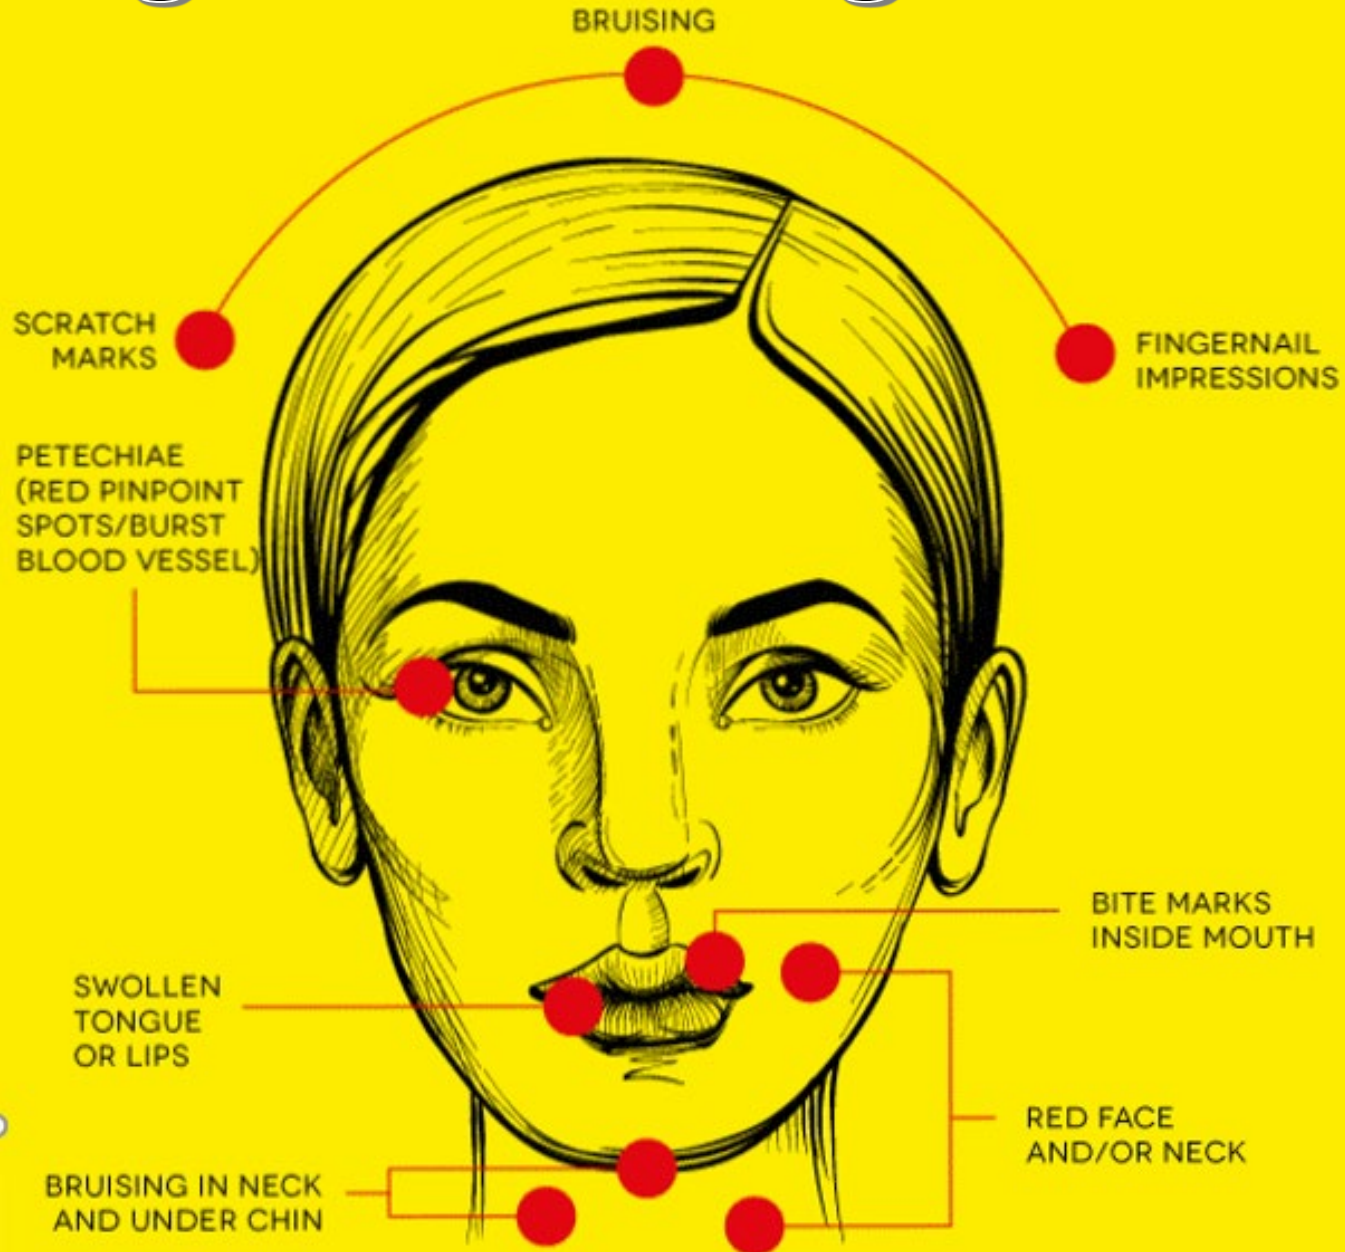 BRUISING
SCRATCH
MARKS
FINGERNAIL
IMPRESSIONS
PETECHIAE
(RED PINPOINT
SPOTS/BURST
BLOOD VESSEL)
BITE MARKS
INSIDE MOUTH
SWOLLEN
TONGUE
OR LIPS
RED FACE
AND/OR NECK
BRUISING IN NECK
AND UNDER CHIN